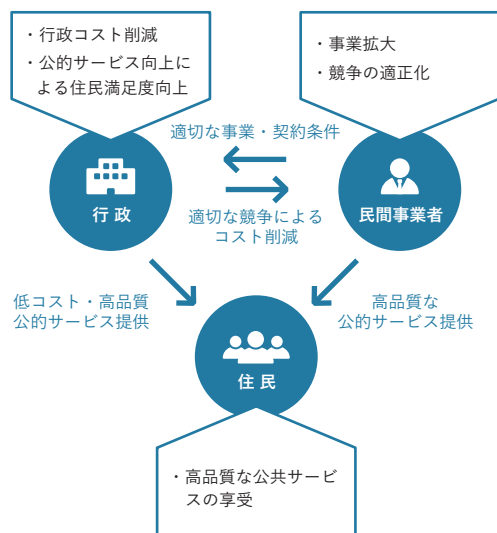 ・行政コスト削減
・公的サービス向上に
よる住民満足度向上
・事業拡大
・競争の適正化
適切な事業・契約条件
行政
適切な競争による
コスト削減
民間事業者
低コスト・高品質
公的サービス提供
高品質な
公的サービス提供
住民
・高品質な公共サービ
スの享受